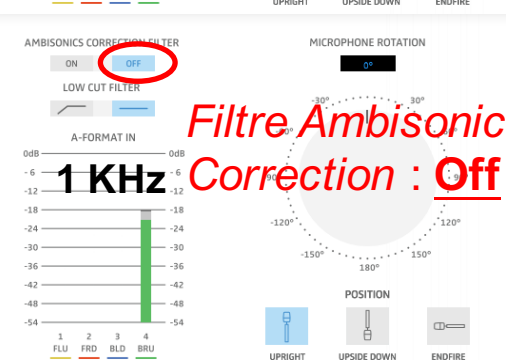 UPRIGHT UPSIDE DOWN ENDFIRE
AMBISONICS CORRECTION FILTER
ON OFF
LOW CUT FILTER
A-FORMAT IN
0dB 0dB
- 6 - 6
-12
-18 -18
-24 -24
-30 -30
-36 -36
-42 -42
-48 -48
-54 -54
1 2 3 4
FLU FRD BLD BRU
1 KHz
MICROPHONE ROTATION
0°
-30° 30°
Filtre Ambisonic
Correction : Off
-120° 120°
-150° 150°
180°
POSITION
UPRIGHT UPSIDE DOWN ENDFIRE